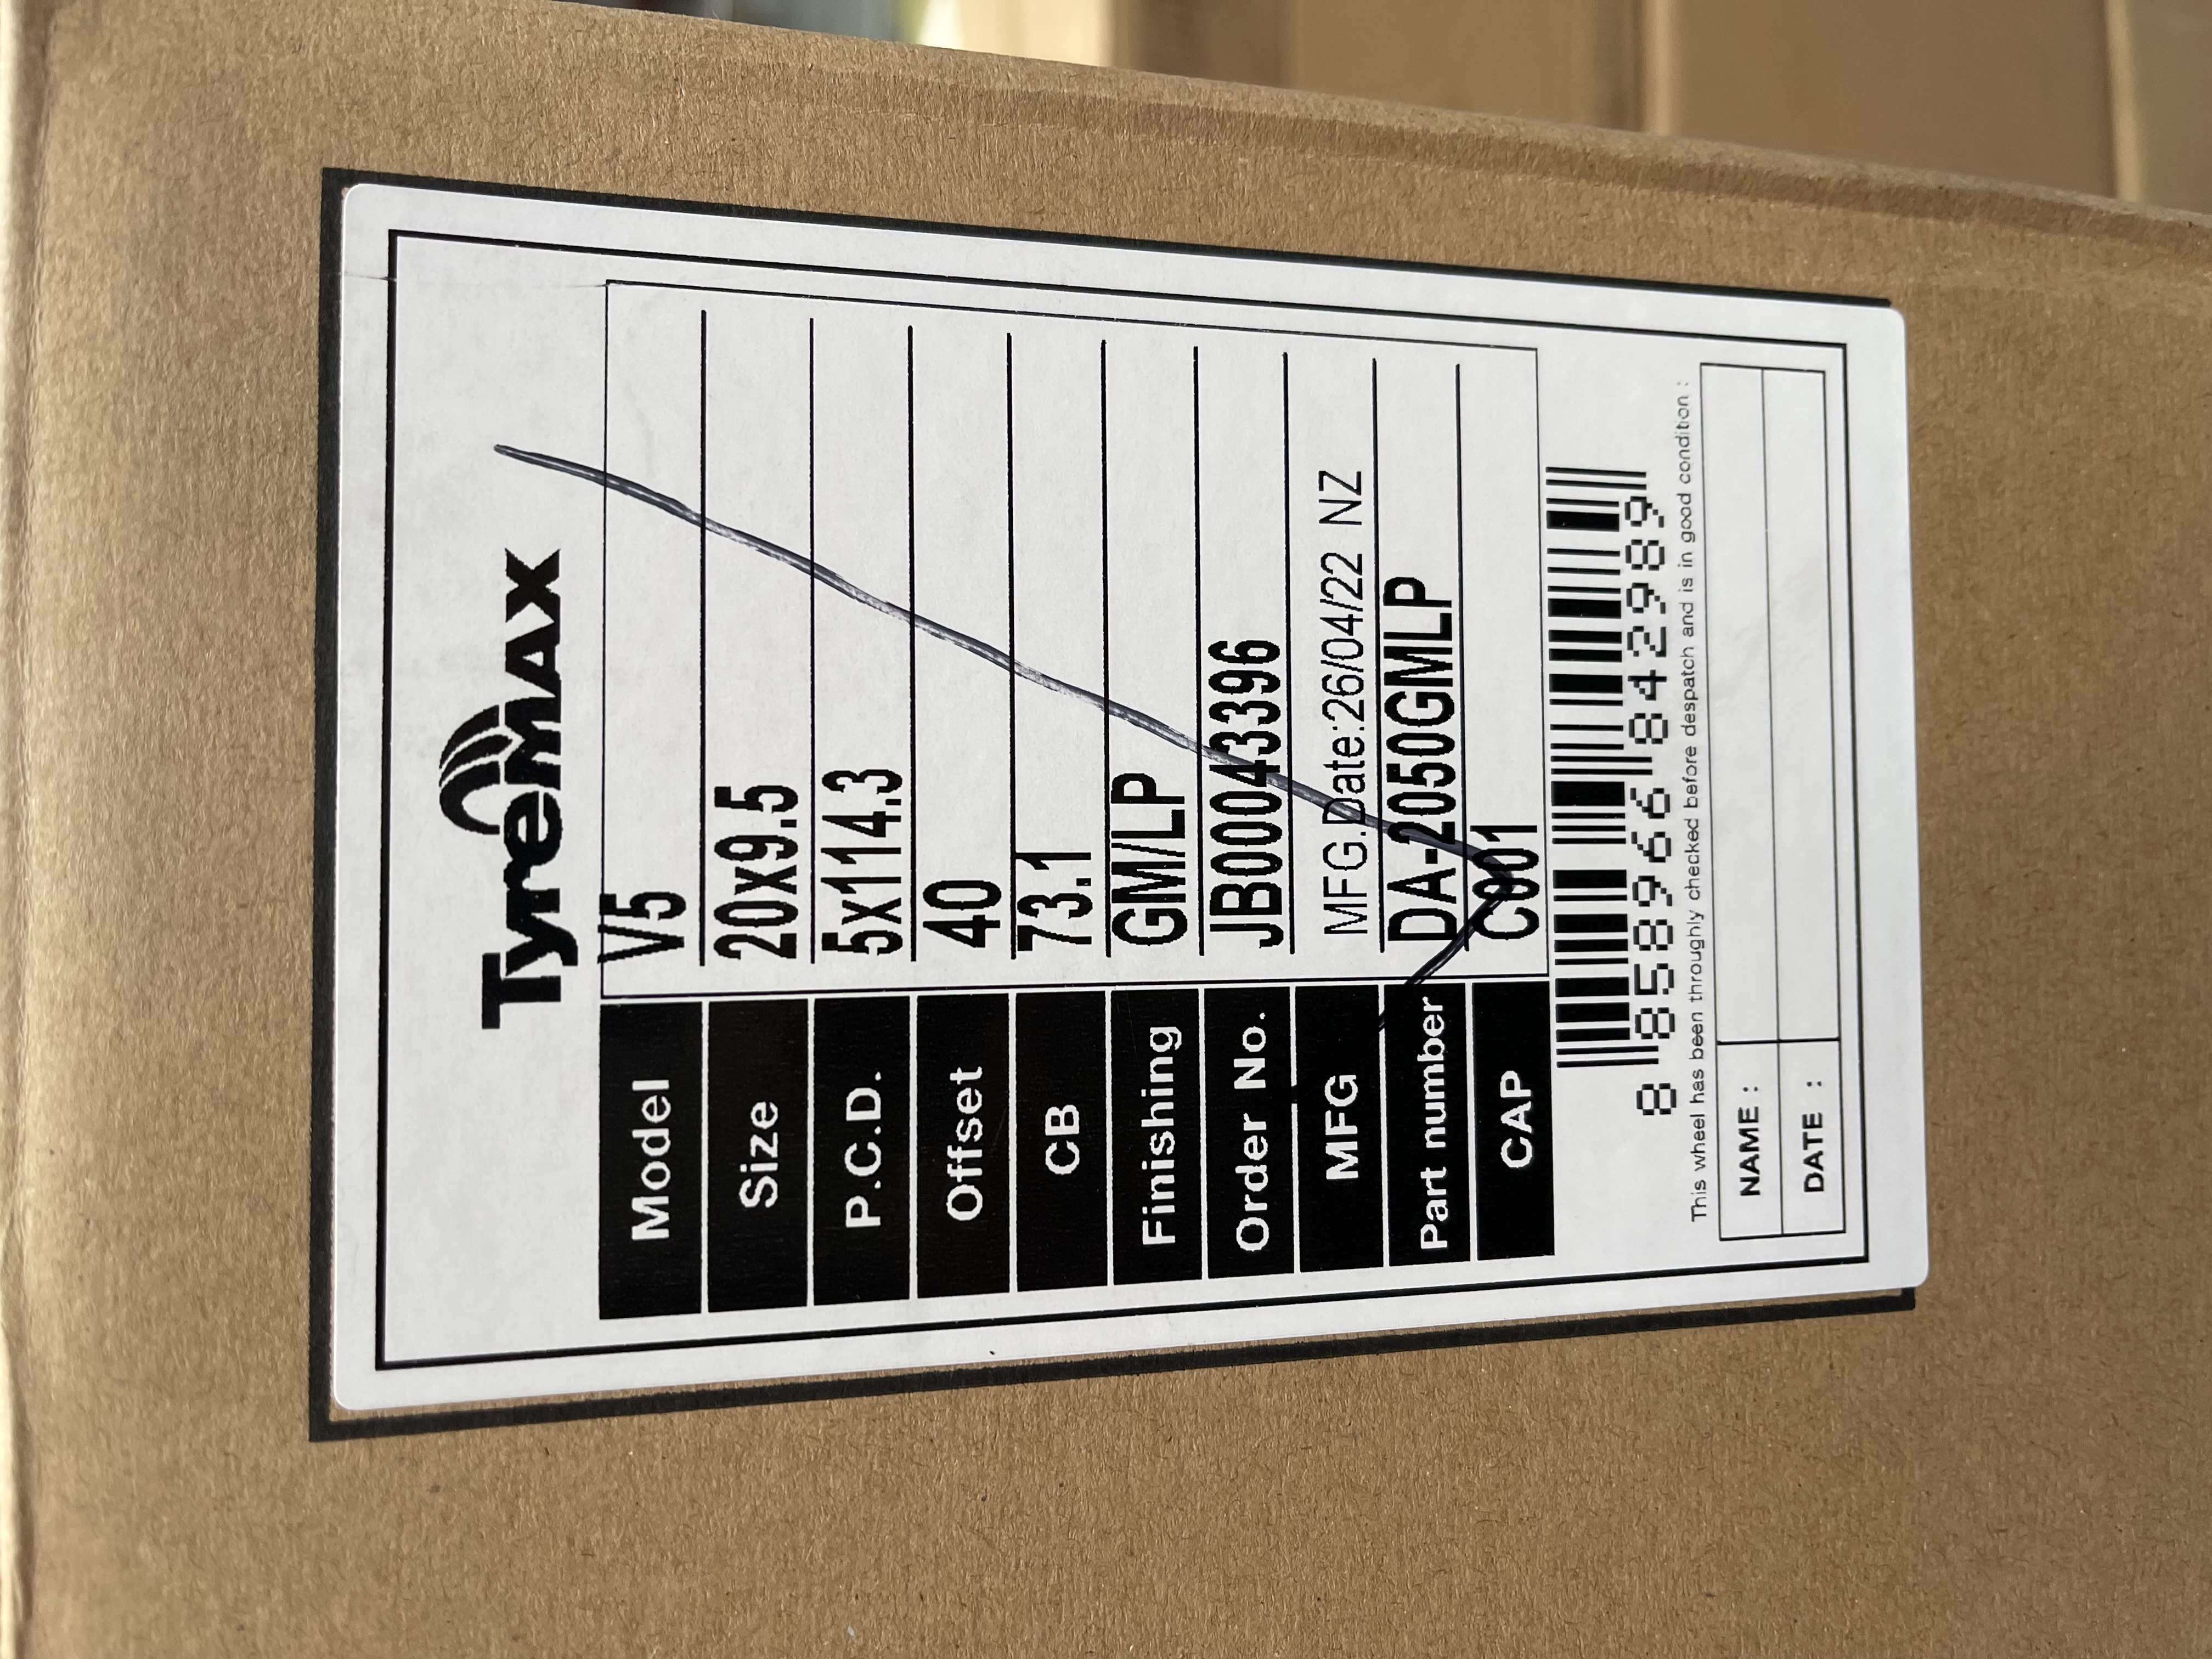 TyreMAX
Model V5
Size 20x9.5
P.C.D. 5x114.3
Offset 40
CB 73.1
Finishing GM/LP
Order No. JB00043396
MFG MFG.Date:26/04/22 NZ
Part number DA-2050GMLP
CAP C001
8 858966 842989
This wheel has been throughly checked before despatch and is in good condition :
NAME :
DATE :